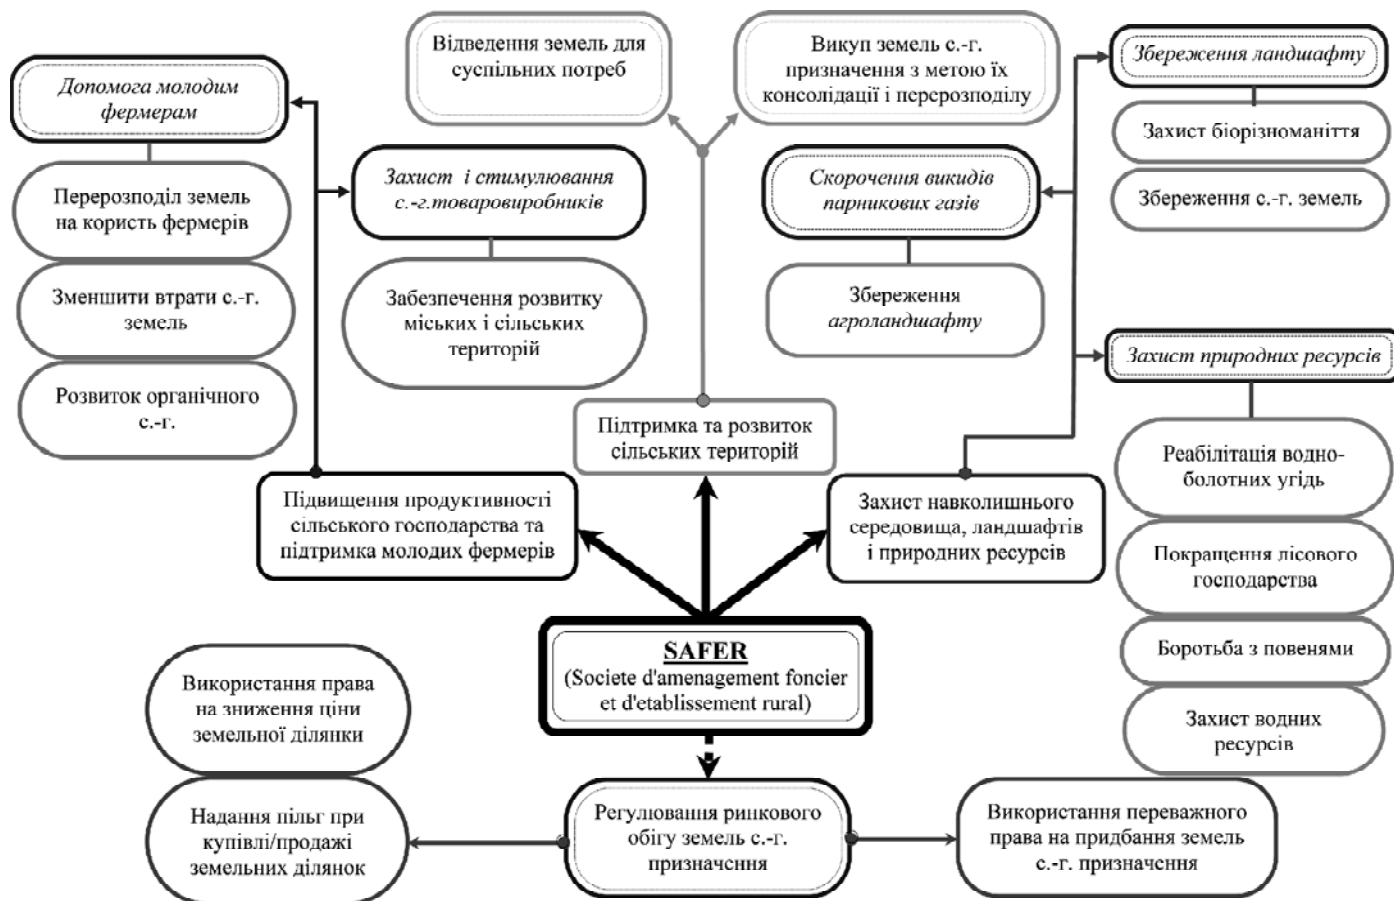 Відведення земель для
суспільних потреб
Викуп земель с.-г.
призначення з метою їх
консолідації і перерозподілу
Збереження ландшафту
Допомога молодим
фермерам
Захист біорізноманіття
Захист і стимулювання
с.-г.товаровиробників
Скорочення викидів
парникових газів
Збереження с.-г. земель
Перерозподіл земель
на користь фермерів
Зменшити втрати с.-г.
земель
Забезпечення розвитку
міських і сільських
територій
Збереження
агроландшафту
Захист природних ресурсів
Розвиток органічного
с.-г.
Підтримка та розвиток
сільських територій
Реабілітація водно-
болотних угідь
Підвищення продуктивності
сільського господарства та
підтримка молодих фермерів
Захист навколишнього
середовища, ландшафтів
і природних ресурсів
Покращення лісового
господарства
SAFER
(Societe d'amenagement foncier
et d'etablissement rural)
Боротьба з повенями
Використання права
на зниження ціни
земельної ділянки
Захист водних
ресурсів
Надання пільг при
купівлі/продажі
земельних ділянок
Регулювання ринкового
обігу земель с.-г.
призначення
Використання переважного
права на придбання земель
с.-г. призначення